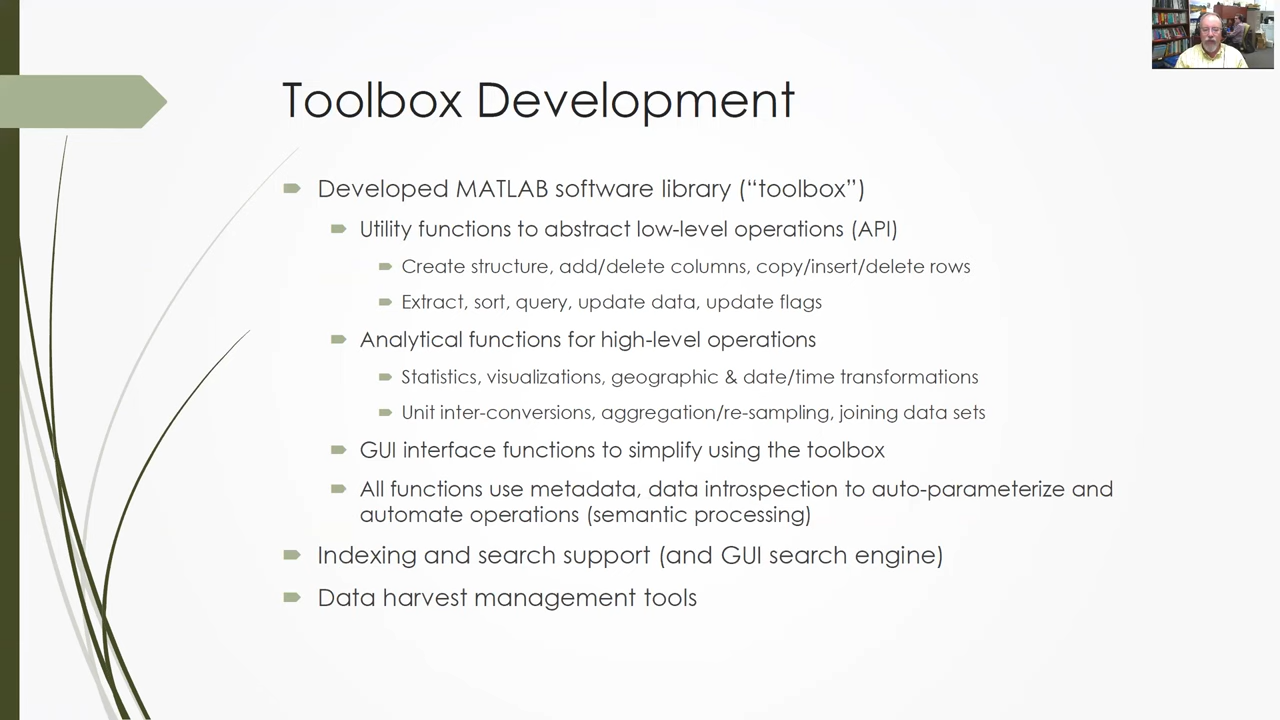 Toolbox Development
Developed MATLAB software library (“toolbox”)
Utility functions to abstract low-level operations (API)
Create structure, add/delete columns, copy/insert/delete rows
Extract, sort, query, update data, update flags
Analytical functions for high-level operations
Statistics, visualizations, geographic & date/time transformations
Unit inter-conversions, aggregation/re-sampling, joining data sets
GUI interface functions to simplify using the toolbox
All functions use metadata, data introspection to auto-parameterize and
automate operations (semantic processing)
Indexing and search support (and GUI search engine)
Data harvest management tools